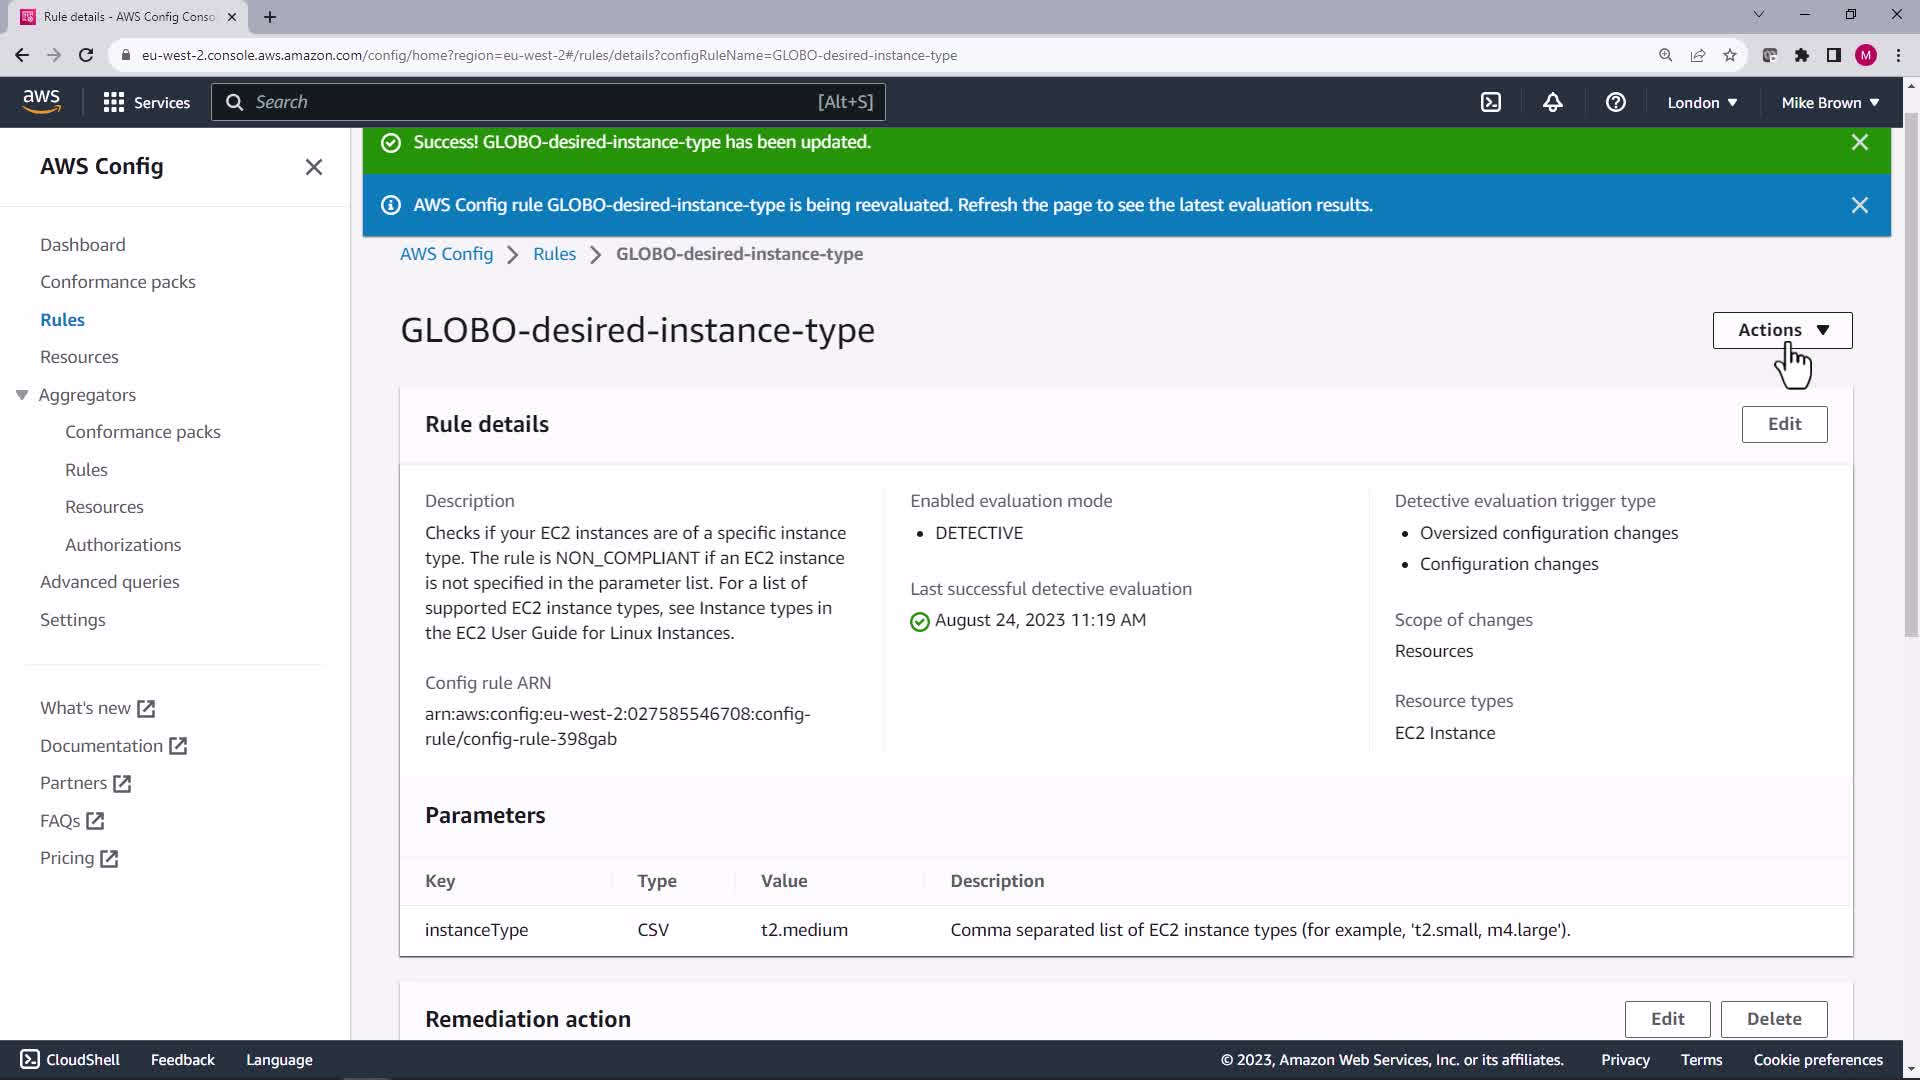 Rule details - AWS Config Conso
eu-west-2.console.aws.amazon.com/config/home?region=eu-west-2#/rules/details?configRuleName=GLOBO-desired-instance-type
M
aws
Services
Search
[Alt+S]
London
Mike Brown
AWS Config
Dashboard
Conformance packs
Rules
Resources
Aggregators
Conformance packs
Rules
Resources
Authorizations
Advanced queries
Settings
What's new
Documentation
Partners
FAQs
Pricing
Success! GLOBO-desired-instance-type has been updated.
AWS Config rule GLOBO-desired-instance-type is being reevaluated. Refresh the page to see the latest evaluation results.
AWS Config
Rules
GLOBO-desired-instance-type
GLOBO-desired-instance-type
Actions
Rule details
Edit
Description
Checks if your EC2 instances are of a specific instance
type. The rule is NON_COMPLIANT if an EC2 instance
is not specified in the parameter list. For a list of
supported EC2 instance types, see Instance types in
the EC2 User Guide for Linux Instances.
Config rule ARN
arn:aws:config:eu-west-2:027585546708:config-
rule/config-rule-398gab
Enabled evaluation mode
• DETECTIVE
Last successful detective evaluation
August 24, 2023 11:19 AM
Detective evaluation trigger type
• Oversized configuration changes
• Configuration changes
Scope of changes
Resources
Resource types
EC2 Instance
Parameters
Key Type Value Description
instanceType CSV t2.medium Comma separated list of EC2 instance types (for example, 't2.small, m4.large').
Remediation action
Edit
Delete
CloudShell
Feedback
Language
© 2023, Amazon Web Services, Inc. or its affiliates.
Privacy
Terms
Cookie preferences